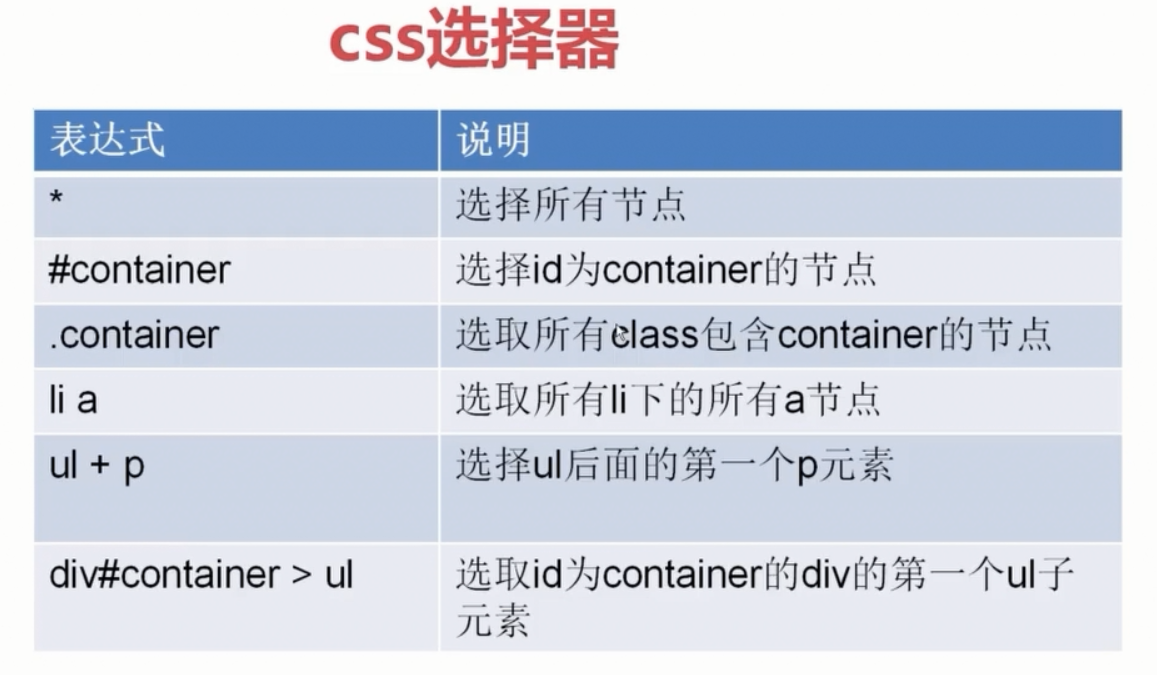 css选择器
表达式 说明
* 选择所有节点
#container 选择id为container的节点
.container 选取所有class包含container的节点
li a 选取所有li下的所有a节点
ul + p 选择ul后面的第一个p元素
div#container > ul 选取id为container的div的第一个ul子
元素